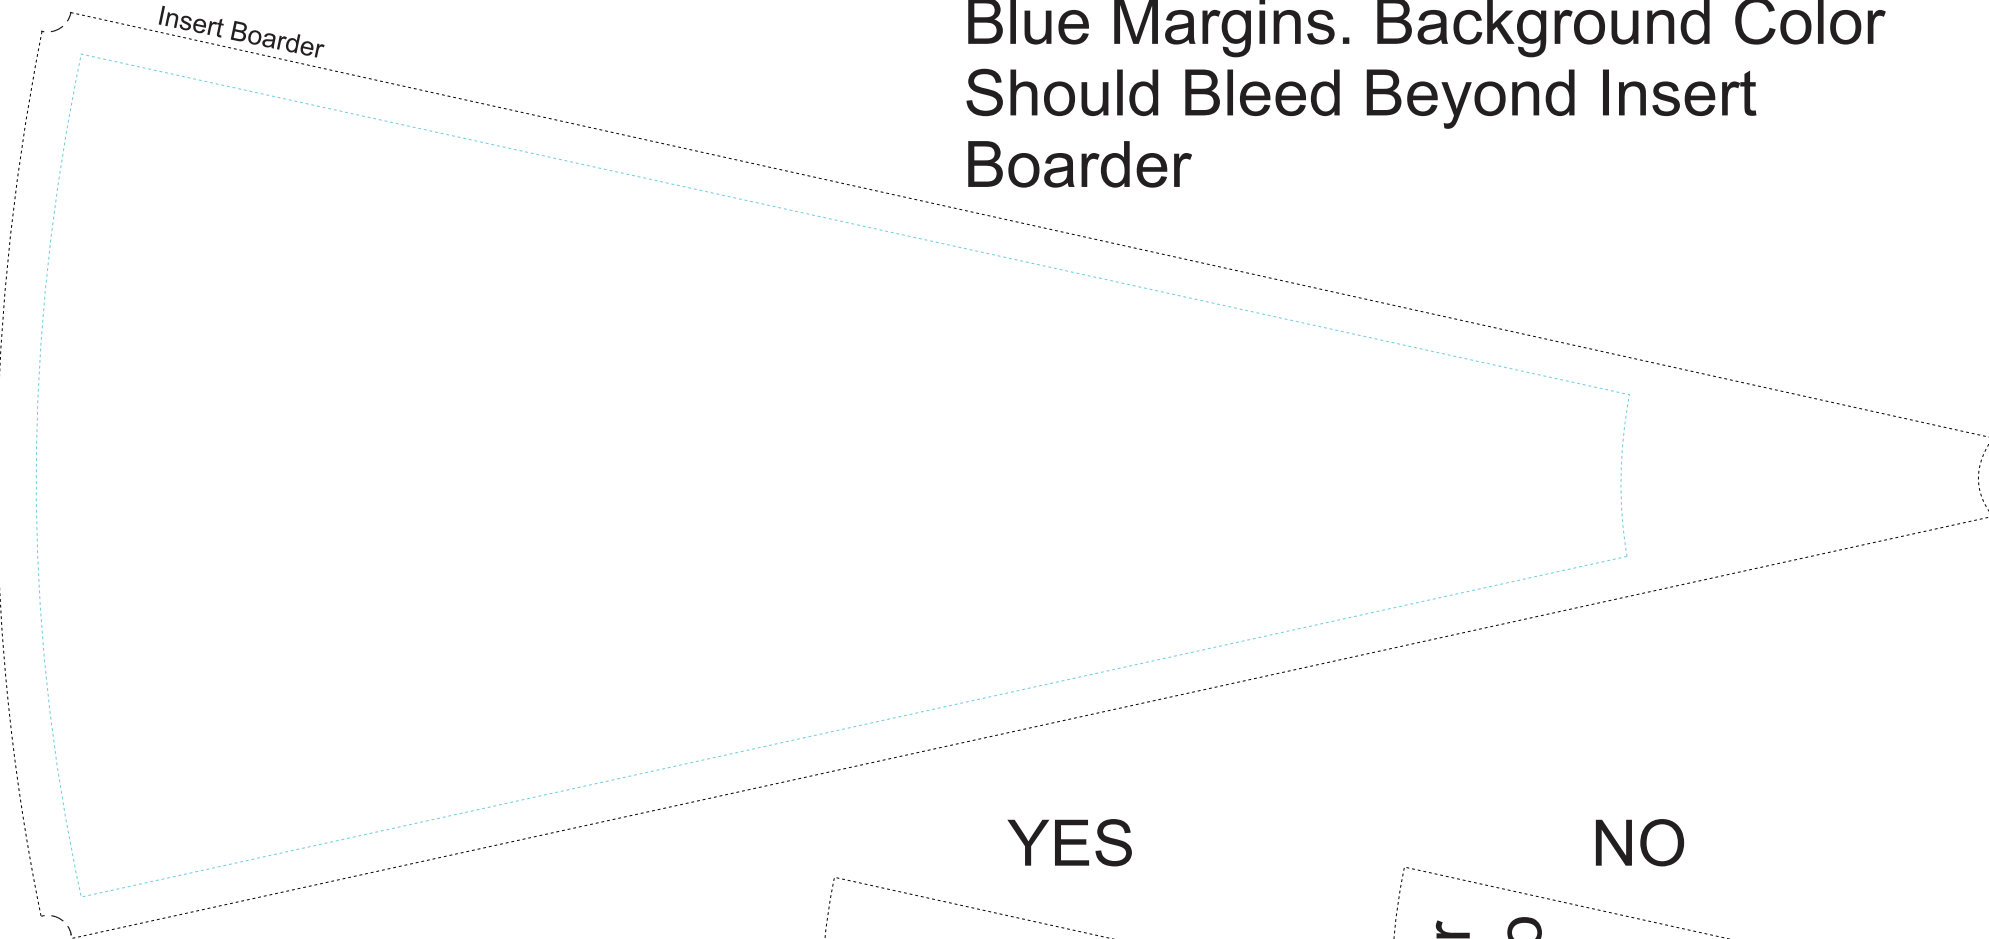 Insert Boarder
Blue Margins. Background Color
Should Bleed Beyond Insert
Boarder
YES
NO